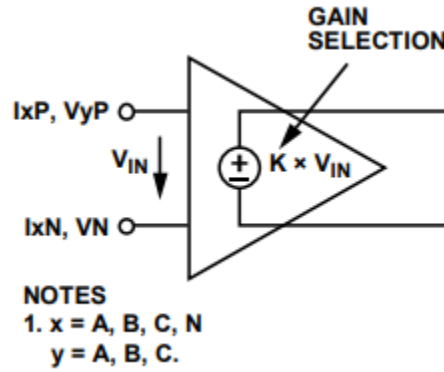 GAIN
SELECTION
IxP, VyP
VIN
+
−
K × VIN
IxN, VN
NOTES
1. x = A, B, C, N
y = A, B, C.